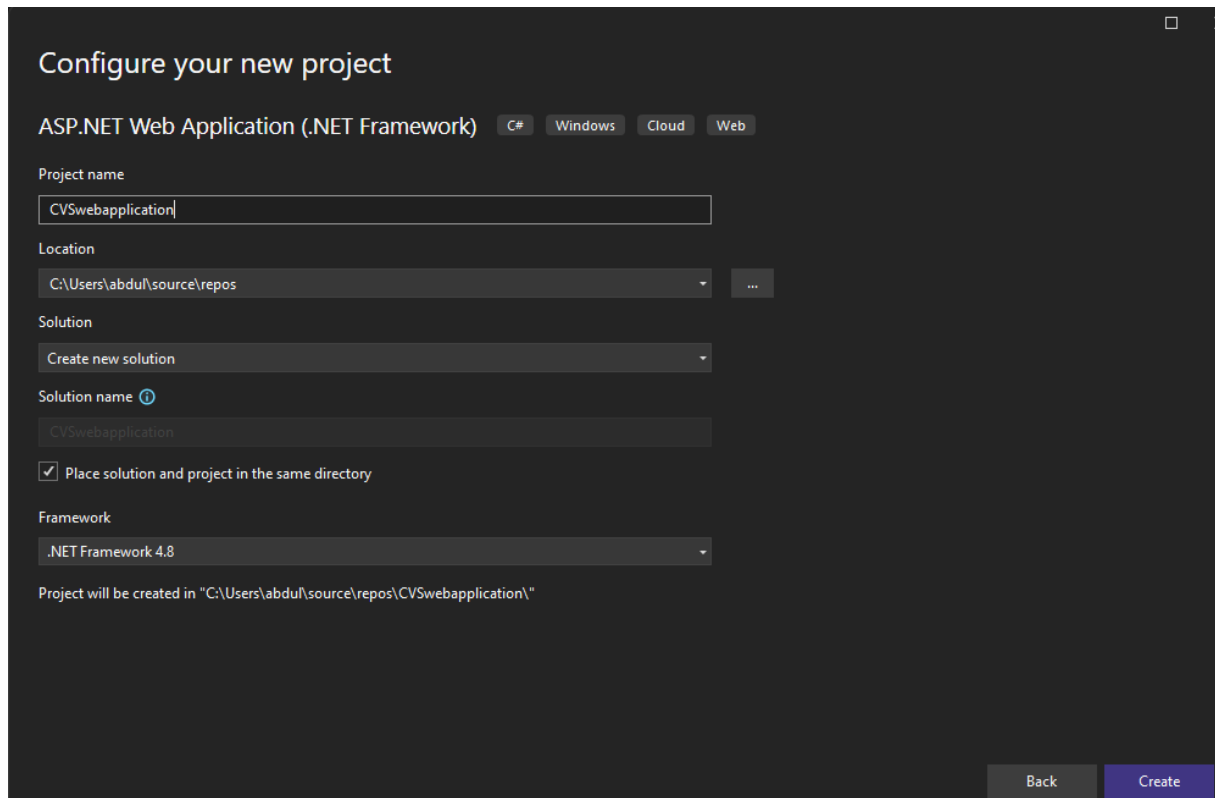 Configure your new project
ASP.NET Web Application (.NET Framework) C# Windows Cloud Web
Project name
CVSwebapplication
Location
C:\Users\abdul\source\repos
...
Solution
Create new solution
Solution name
CVSwebapplication
Place solution and project in the same directory
Framework
.NET Framework 4.8
Project will be created in "C:\Users\abdul\source\repos\CVSwebapplication\"
Back Create